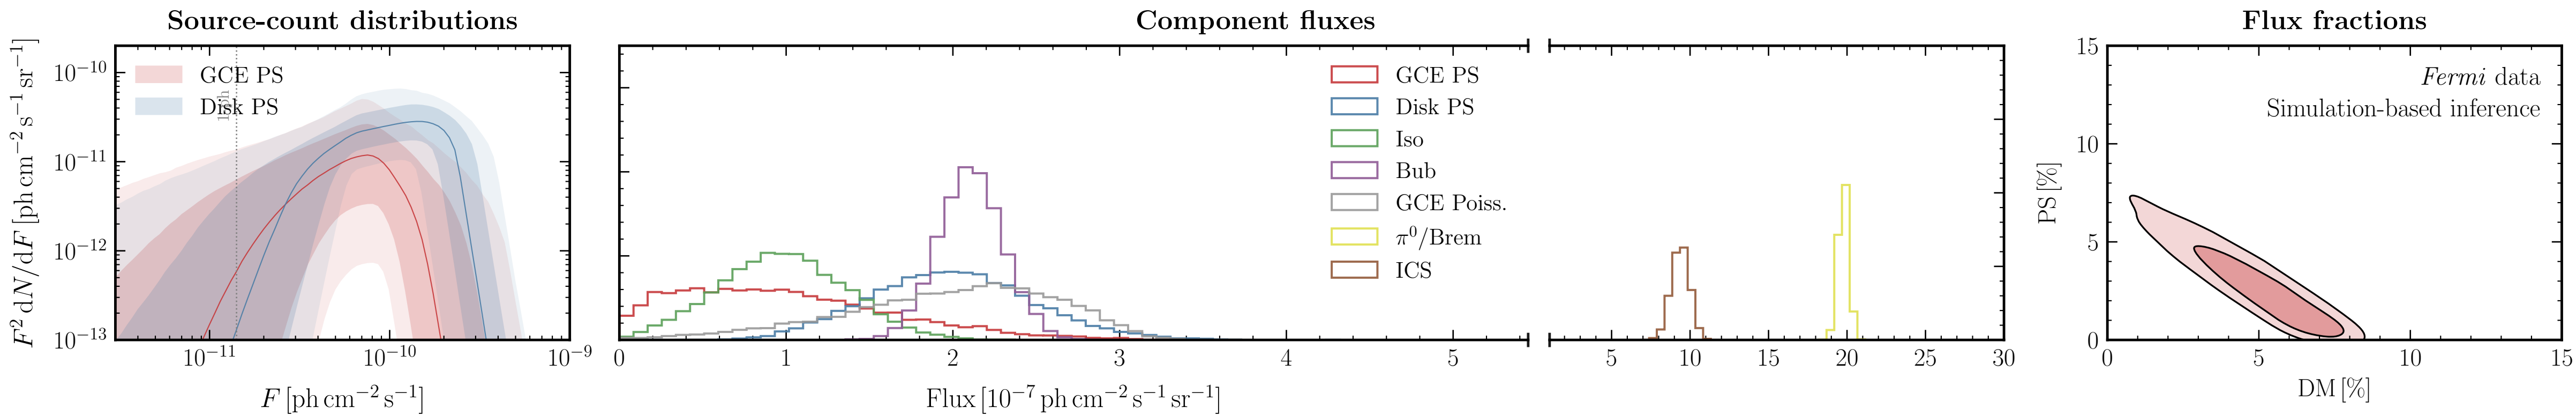 Source-count distributions
F² dN/dF [ph cm⁻² s⁻¹ sr⁻¹]
10⁻¹⁰
10⁻¹¹
10⁻¹²
10⁻¹³
GCE PS
Disk PS
10⁻¹¹
10⁻¹⁰
10⁻⁹
F [ph cm⁻² s⁻¹]
Component fluxes
GCE PS
Disk PS
Iso
Bub
GCE Poiss.
π⁰/Brem
ICS
0 1 2 3 4 5
5 10 15 20 25 30
Flux [10⁻⁷ ph cm⁻² s⁻¹ sr⁻¹]
Flux fractions
PS [%]
15
10
5
0
Fermi data
Simulation-based inference
0 5 10 15
DM [%]